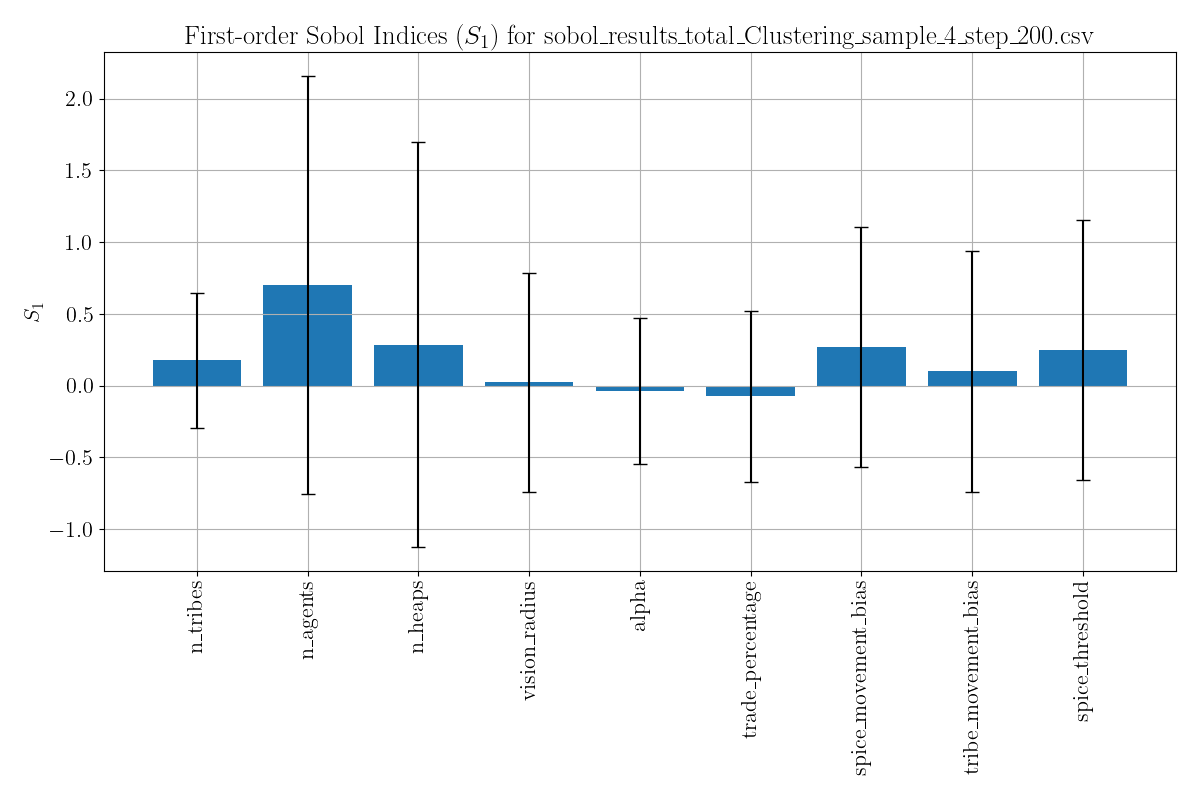 First-order Sobol Indices (S₁) for sobol_results_total_Clustering_sample_4_step_200.csv
S₁
2.0
1.5
1.0
0.5
0.0
−0.5
−1.0
n_tribes
n_agents
n_heaps
vision_radius
alpha
trade_percentage
spice_movement_bias
tribe_movement_bias
spice_threshold